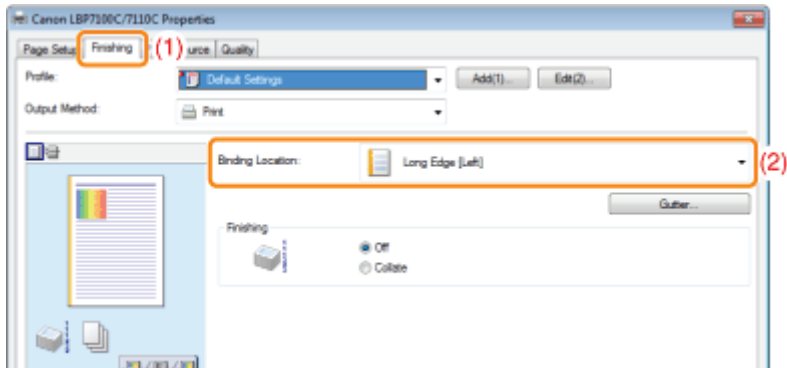 Canon LBP7100C/7110C Properties
Page Setup Finishing (1) urce Quality
Profile: Default Settings Add(1)... Edit(2)...
Output Method: Print
Binding Location: Long Edge [Left] (2)
Gutter...
Finishing
Off
Collate